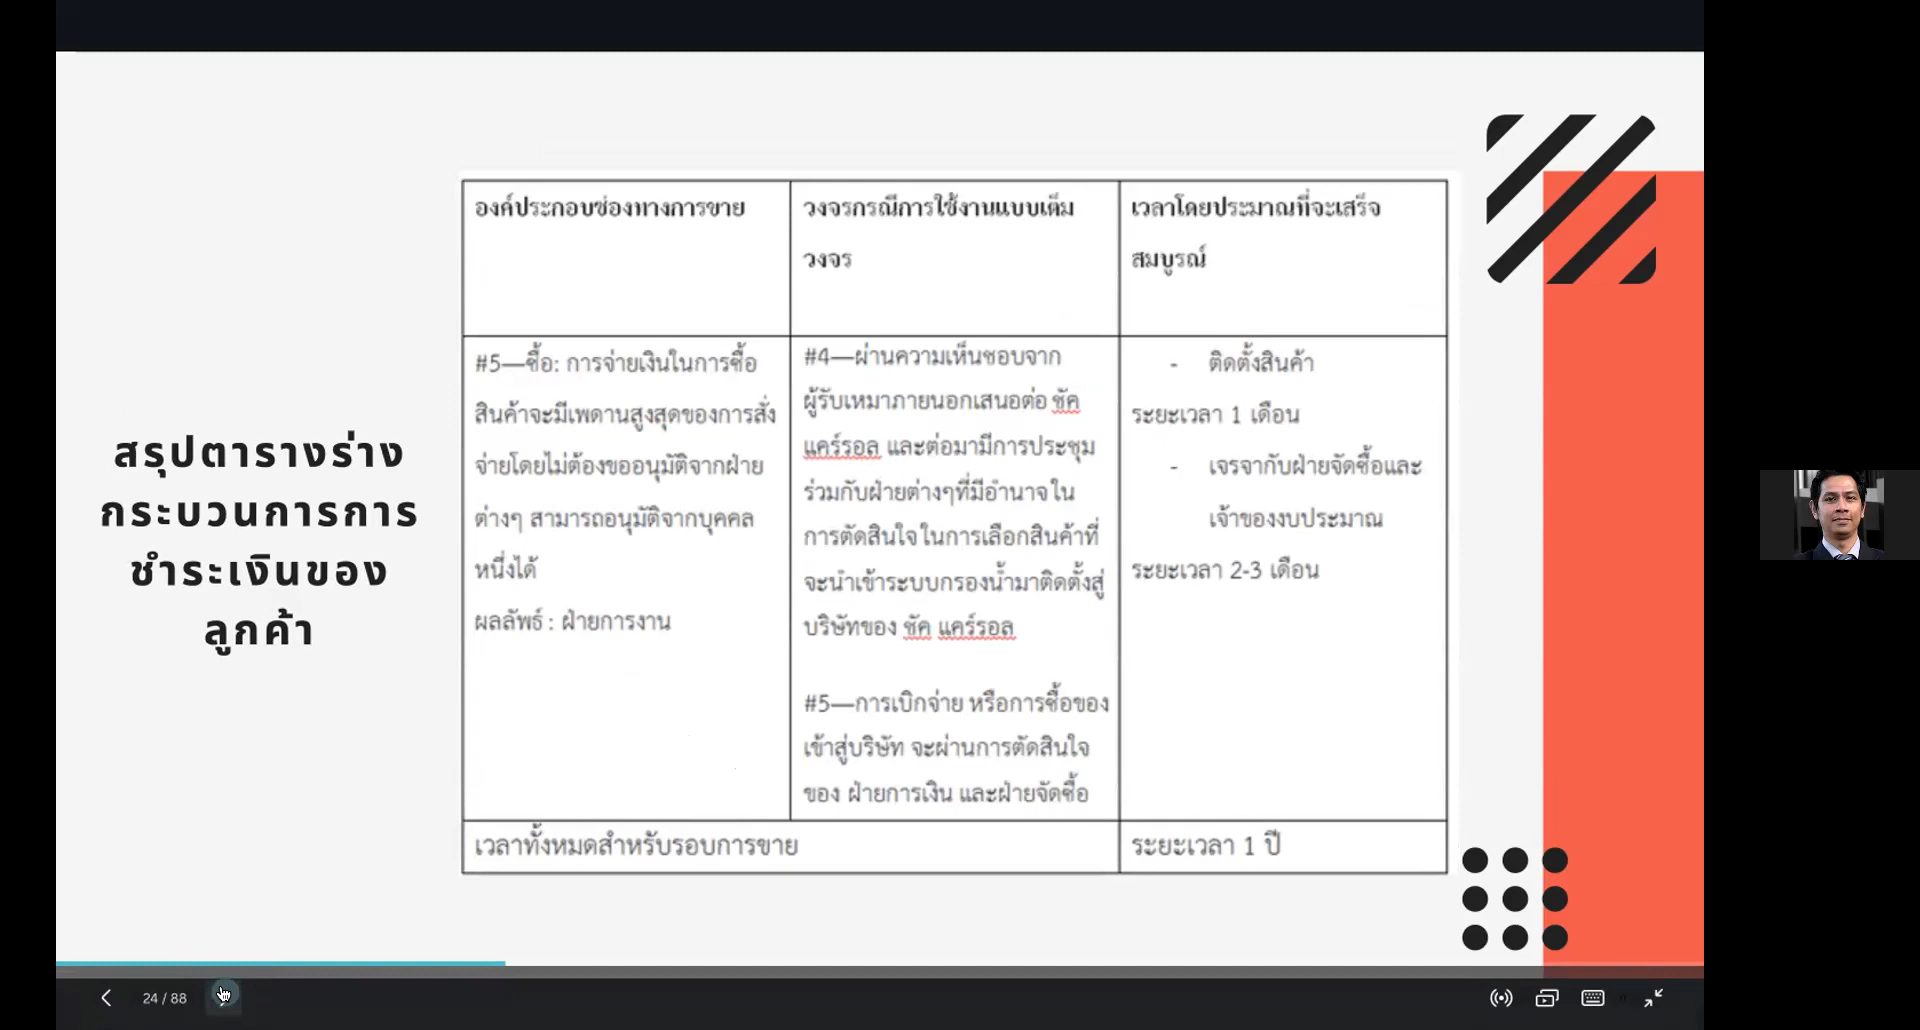 สรุปตารางร่าง
กระบวนการการ
ชำระเงินของ
ลูกค้า
องค์ประกอบช่องทางการขาย
วงจรกรณีการใช้งานแบบเต็ม
วงจร
เวลาโดยประมาณที่จะเสร็จ
สมบูรณ์
#5—ซื้อ: การจ่ายเงินในการซื้อ
สินค้าจะมีเพดานสูงสุดของการสั่ง
จ่ายโดยไม่ต้องขออนุมัติจากฝ่าย
ต่างๆ สามารถอนุมัติจากบุคคล
หนึ่งได้
ผลลัพธ์ : ฝ่ายการงาน
#4—ผ่านความเห็นชอบจาก
ผู้รับเหมาภายนอกเสนอต่อ ชัค
แคร์รอล และต่อมามีการประชุม
ร่วมกับฝ่ายต่างๆที่มีอำนาจใน
การตัดสินใจในการเลือกสินค้าที่
จะนำเข้าระบบกรองน้ำมาติดตั้งสู่
บริษัทของ ชัค แคร์รอล
#5—การเบิกจ่าย หรือการซื้อของ
เข้าสู่บริษัท จะผ่านการตัดสินใจ
ของ ฝ่ายการเงิน และฝ่ายจัดซื้อ
- ติดตั้งสินค้า
ระยะเวลา 1 เดือน
- เจรจากับฝ่ายจัดซื้อและ
เจ้าของงบประมาณ
ระยะเวลา 2-3 เดือน
เวลาทั้งหมดสำหรับรอบการขาย
ระยะเวลา 1 ปี
24 / 88